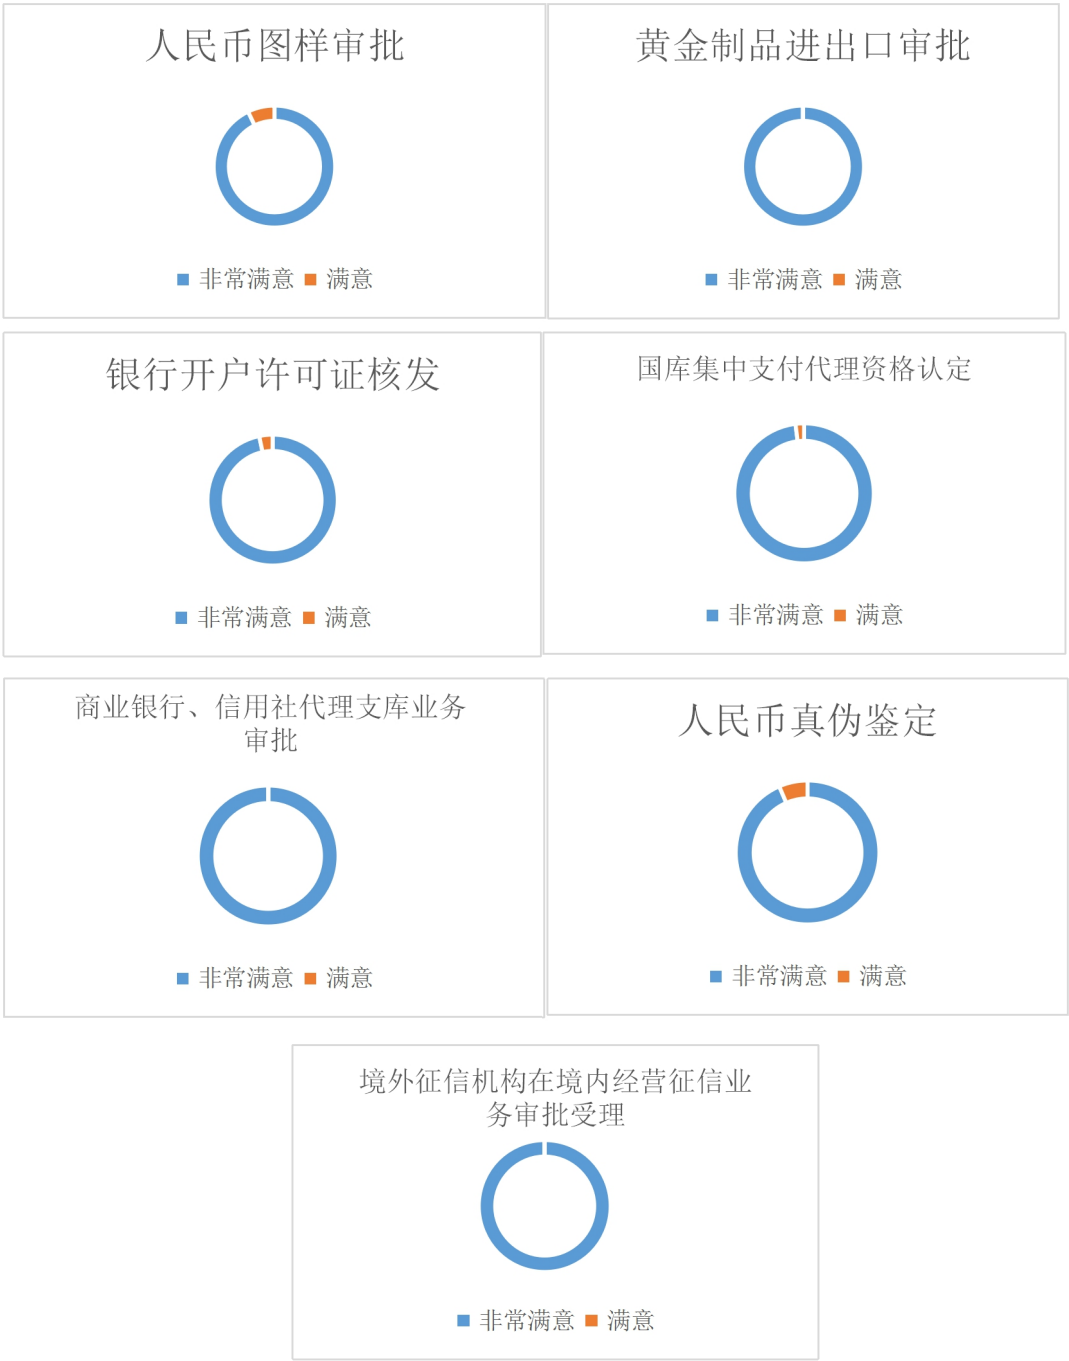 人民币图样审批
非常满意 满意
黄金制品进出口审批
非常满意 满意
银行开户许可证核发
非常满意 满意
国库集中支付代理资格认定
非常满意 满意
商业银行、信用社代理支库业务
审批
非常满意 满意
人民币真伪鉴定
非常满意 满意
境外征信机构在境内经营征信业
务审批受理
非常满意 满意